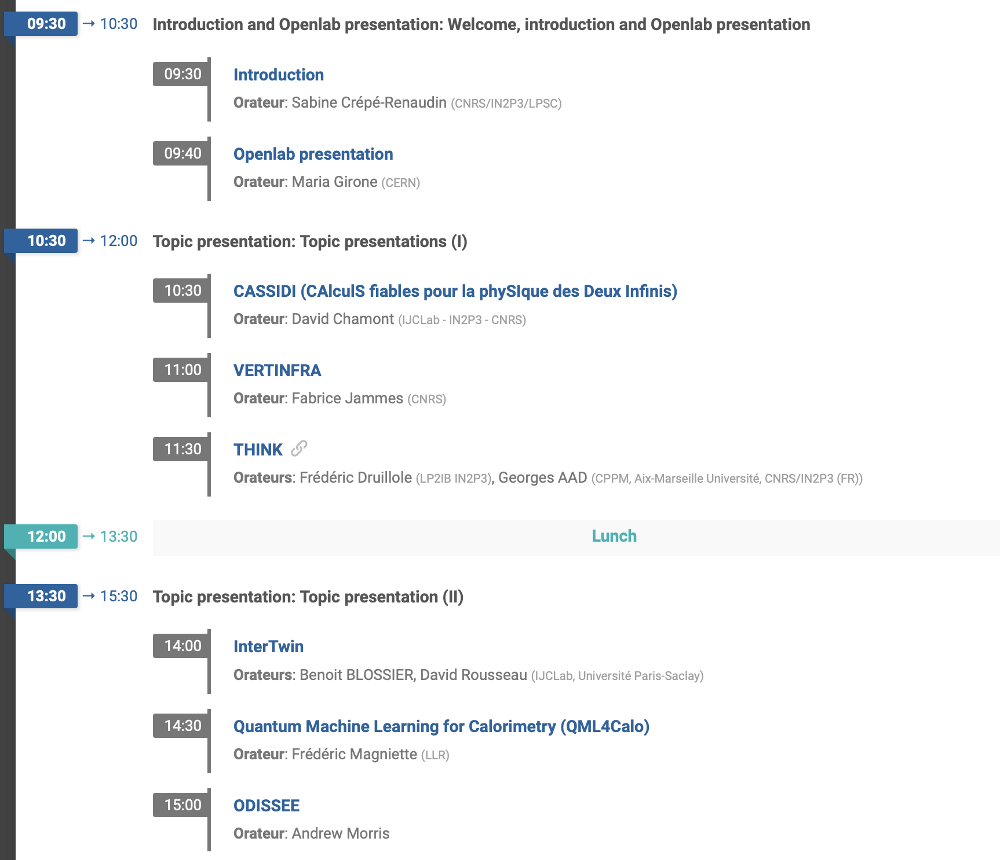 09:30 → 10:30 Introduction and Openlab presentation: Welcome, introduction and Openlab presentation
09:30 Introduction
Orateur: Sabine Crépé-Renaudin (CNRS/IN2P3/LPSC)
09:40 Openlab presentation
Orateur: Maria Girone (CERN)
10:30 → 12:00 Topic presentation: Topic presentations (I)
10:30 CASSIDI (CAlculS fiables pour la phySIque des Deux Infinis)
Orateur: David Chamont (IJCLab - IN2P3 - CNRS)
11:00 VERTINFRA
Orateur: Fabrice Jammes (CNRS)
11:30 THINK
Orateurs: Frédéric Druillole (LP2IB IN2P3), Georges AAD (CPPM, Aix-Marseille Université, CNRS/IN2P3 (FR))
12:00 → 13:30 Lunch
13:30 → 15:30 Topic presentation: Topic presentation (II)
14:00 InterTwin
Orateurs: Benoit BLOSSIER, David Rousseau (IJCLab, Université Paris-Saclay)
14:30 Quantum Machine Learning for Calorimetry (QML4Calo)
Orateur: Frédéric Magniette (LLR)
15:00 ODISSEE
Orateur: Andrew Morris